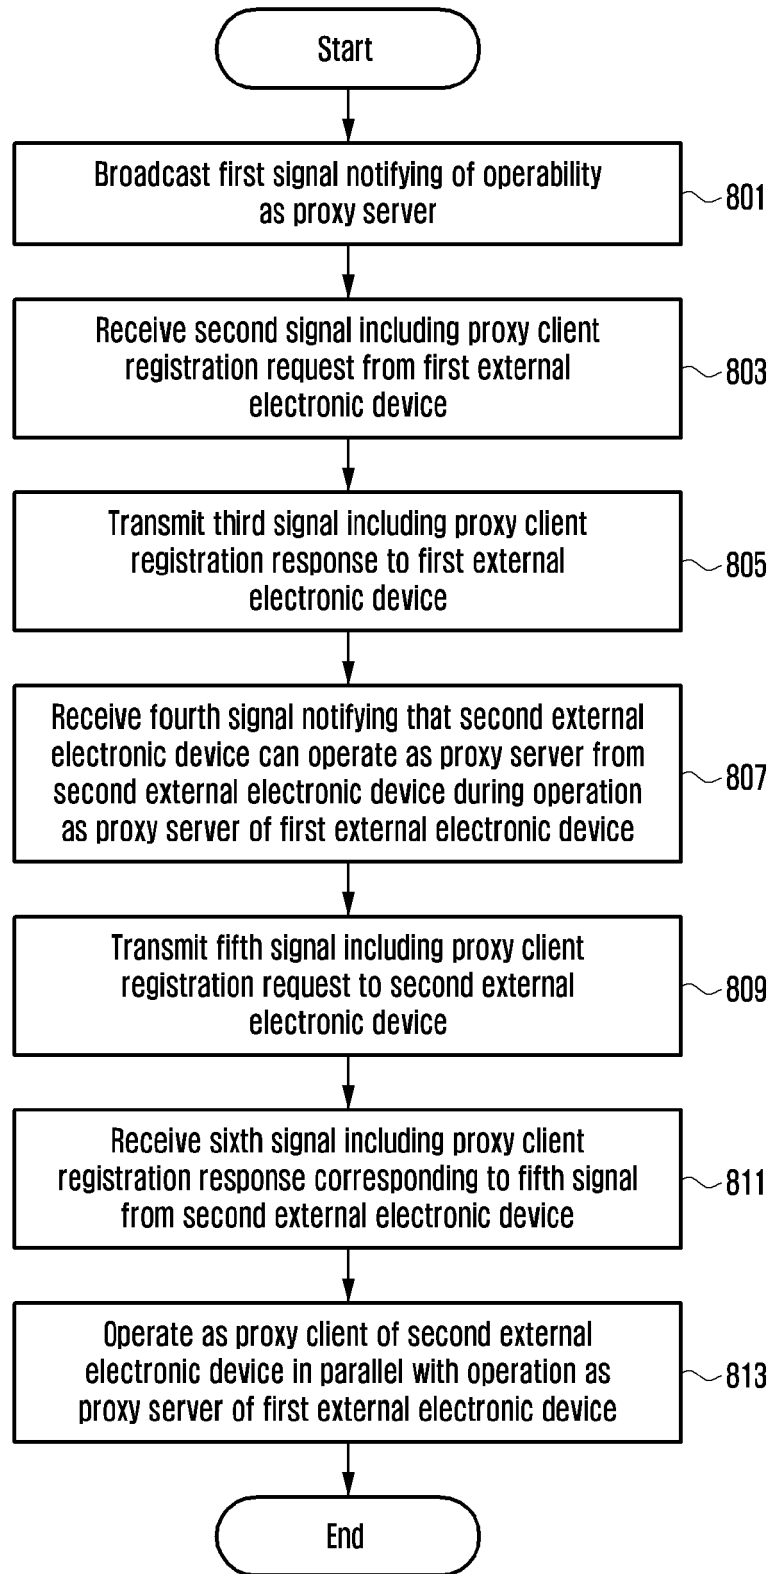 Start
Broadcast first signal notifying of operability
as proxy server
801
Receive second signal including proxy client
registration request from first external
electronic device
803
Transmit third signal including proxy client
registration response to first external
electronic device
805
Receive fourth signal notifying that second external
electronic device can operate as proxy server from
second external electronic device during operation
as proxy server of first external electronic device
807
Transmit fifth signal including proxy client
registration request to second external
electronic device
809
Receive sixth signal including proxy client
registration response corresponding to fifth signal
from second external electronic device
811
Operate as proxy client of second external
electronic device in parallel with operation as
proxy server of first external electronic device
813
End